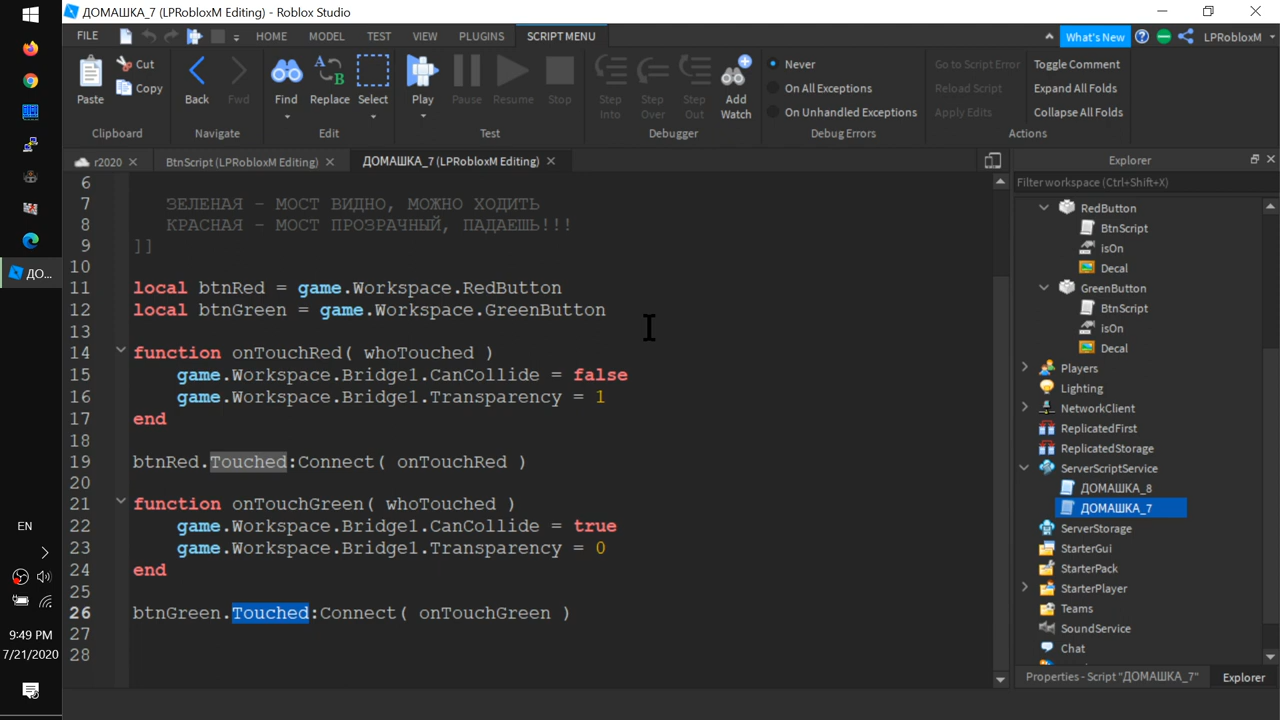 ДОМАШКА_7 (LPRobloxM Editing) - Roblox Studio
FILE HOME MODEL TEST VIEW PLUGINS SCRIPT MENU What's New LPRobloxM
Paste Cut Copy Back Fwd Find Replace Select Play Pause Resume Stop Step Into Step Over Step Out Add Watch
Never
On All Exceptions
On Unhandled Exceptions
Go to Script Error
Reload Script
Apply Edits
Toggle Comment
Expand All Folds
Collapse All Folds
Clipboard Navigate Edit Test Debugger Debug Errors Actions
r2020 BtnScript (LPRobloxM Editing) ДОМАШКА_7 (LPRobloxM Editing)
6
7 ЗЕЛЕНАЯ - МОСТ ВИДНО, МОЖНО ХОДИТЬ
8 КРАСНАЯ - МОСТ ПРОЗРАЧНЫЙ, ПАДАЕШЬ!!!
9 ]]
10
11 local btnRed = game.Workspace.RedButton
12 local btnGreen = game.Workspace.GreenButton
13
14 function onTouchRed( whoTouched )
15 game.Workspace.Bridge1.CanCollide = false
16 game.Workspace.Bridge1.Transparency = 1
17 end
18
19 btnRed.Touched:Connect( onTouchRed )
20
21 function onTouchGreen( whoTouched )
22 game.Workspace.Bridge1.CanCollide = true
23 game.Workspace.Bridge1.Transparency = 0
24 end
25
26 btnGreen.Touched:Connect( onTouchGreen )
27
28
Explorer
Filter workspace (Ctrl+Shift+X)
RedButton
BtnScript
isOn
Decal
GreenButton
BtnScript
isOn
Decal
Players
Lighting
NetworkClient
ReplicatedFirst
ReplicatedStorage
ServerScriptService
ДОМАШКА_8
ДОМАШКА_7
ServerStorage
StarterGui
StarterPack
StarterPlayer
Teams
SoundService
Chat
Properties - Script "ДОМАШКА_7" Explorer
ДО...
EN
9:49 PM
7/21/2020